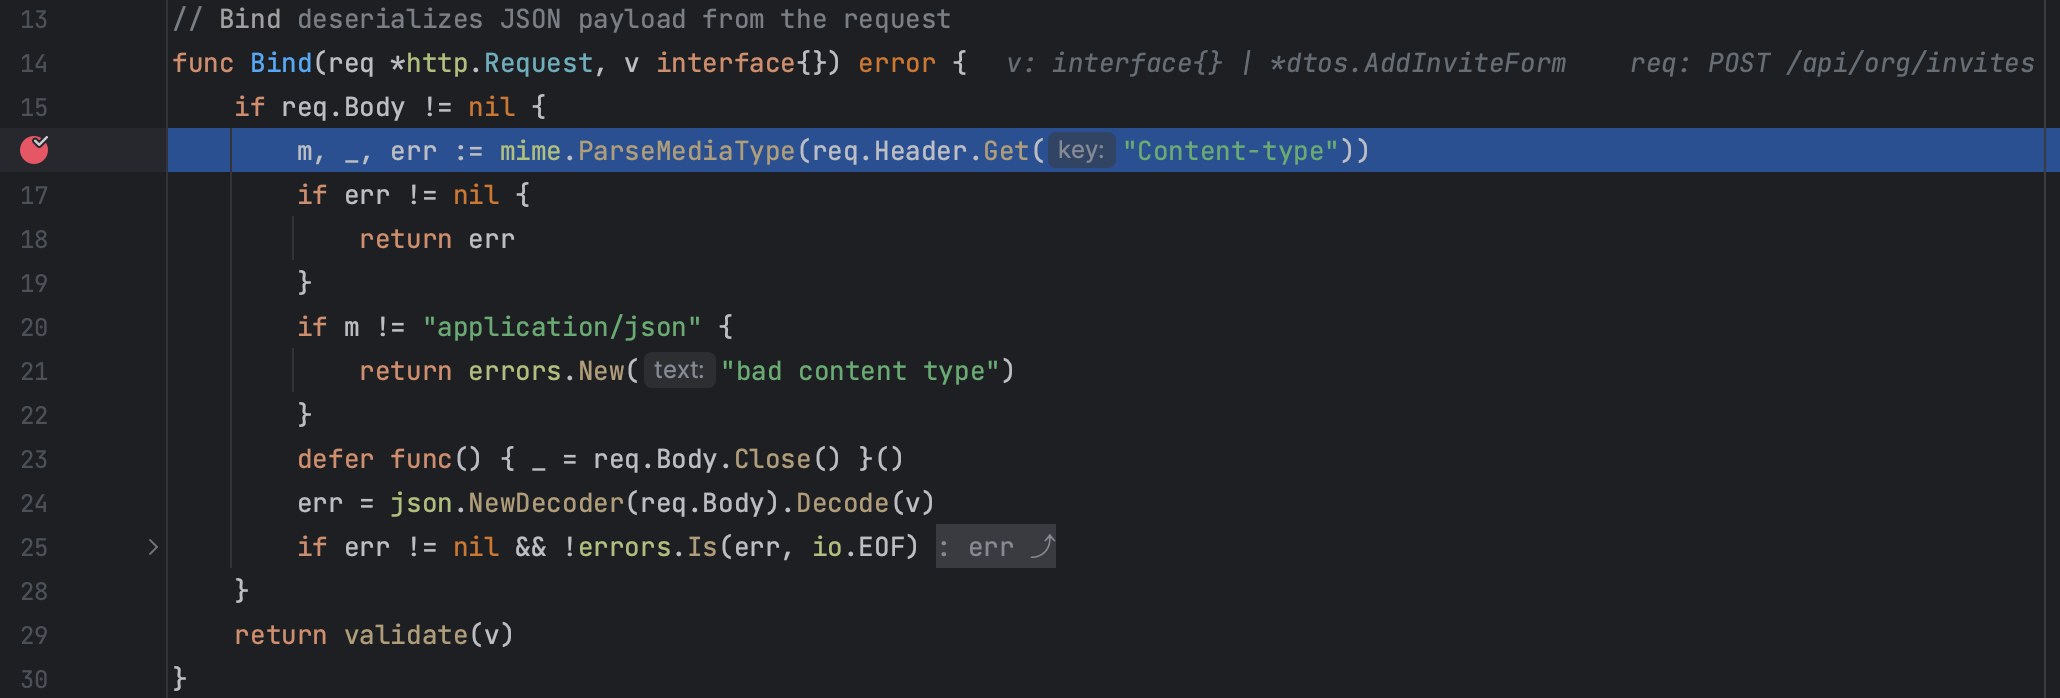 13 // Bind deserializes JSON payload from the request
14 func Bind(req *http.Request, v interface{}) error {   v: interface{} | *dtos.AddInviteForm    req: POST /api/org/invites
15     if req.Body != nil {
        m, _, err := mime.ParseMediaType(req.Header.Get( key: "Content-type"))
17         if err != nil {
18             return err
19         }
20         if m != "application/json" {
21             return errors.New( text: "bad content type")
22         }
23         defer func() { _ = req.Body.Close() }()
24         err = json.NewDecoder(req.Body).Decode(v)
25         if err != nil && !errors.Is(err, io.EOF) : err ⤴
28     }
29     return validate(v)
30 }